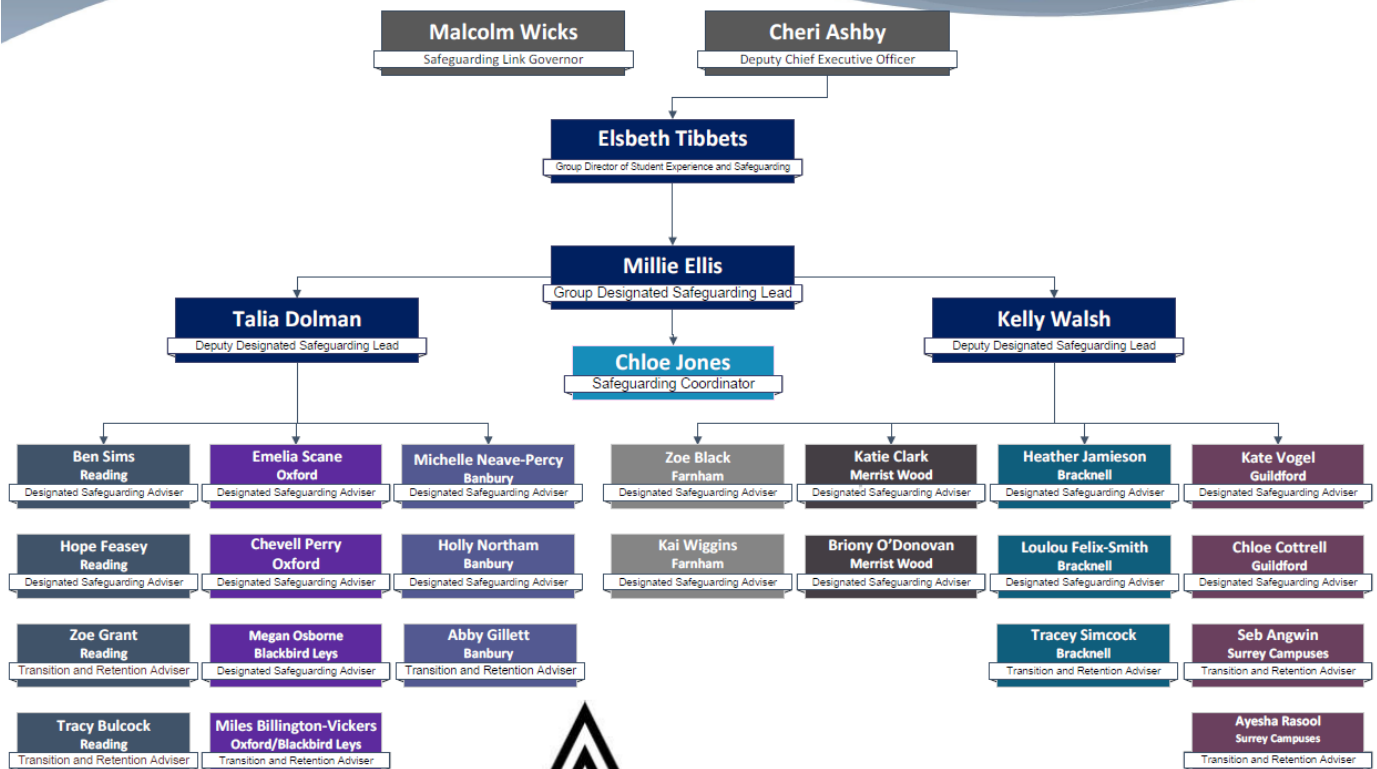 Malcolm Wicks
Safeguarding Link Governor
Cheri Ashby
Deputy Chief Executive Officer
Elsbeth Tibbets
Group Director of Student Experience and Safeguarding
Millie Ellis
Group Designated Safeguarding Lead
Talia Dolman
Deputy Designated Safeguarding Lead
Kelly Walsh
Deputy Designated Safeguarding Lead
Chloe Jones
Safeguarding Coordinator
Ben Sims
Reading
Designated Safeguarding Adviser
Emelia Scane
Oxford
Designated Safeguarding Adviser
Michelle Neave-Percy
Banbury
Designated Safeguarding Adviser
Zoe Black
Farnham
Designated Safeguarding Adviser
Katie Clark
Merrist Wood
Designated Safeguarding Adviser
Heather Jamieson
Bracknell
Designated Safeguarding Adviser
Kate Vogel
Guildford
Designated Safeguarding Adviser
Hope Feasey
Reading
Designated Safeguarding Adviser
Chevell Perry
Oxford
Designated Safeguarding Adviser
Holly Northam
Banbury
Designated Safeguarding Adviser
Kai Wiggins
Farnham
Designated Safeguarding Adviser
Briony O'Donovan
Merrist Wood
Designated Safeguarding Adviser
Loulou Felix-Smith
Bracknell
Designated Safeguarding Adviser
Chloe Cottrell
Guildford
Designated Safeguarding Adviser
Zoe Grant
Reading
Transition and Retention Adviser
Megan Osborne
Blackbird Leys
Designated Safeguarding Adviser
Abby Gillett
Banbury
Transition and Retention Adviser
Tracey Simcock
Bracknell
Transition and Retention Adviser
Seb Angwin
Surrey Campuses
Transition and Retention Adviser
Tracy Bulcock
Reading
Transition and Retention Adviser
Miles Billington-Vickers
Oxford/Blackbird Leys
Transition and Retention Adviser
Ayesha Rasool
Surrey Campuses
Transition and Retention Adviser